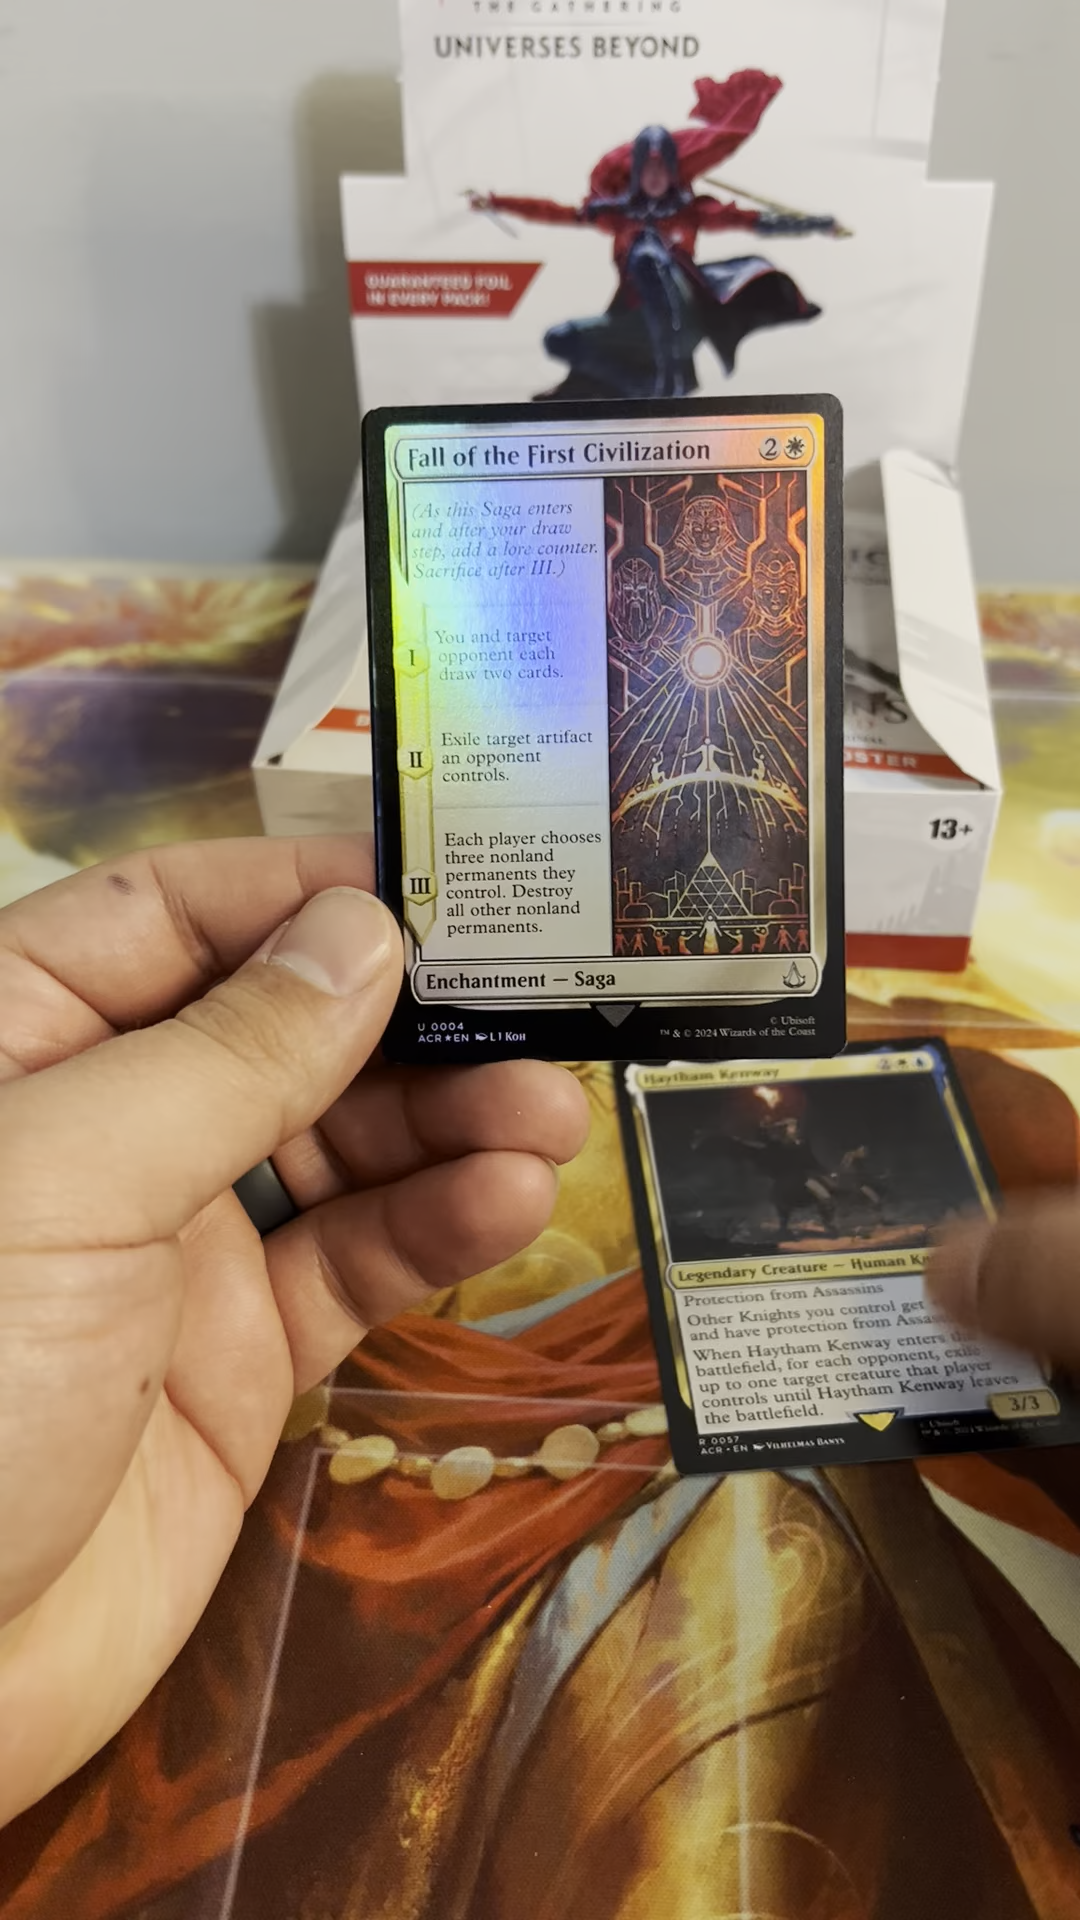 THE GATHERING
UNIVERSES BEYOND
GUARANTEED FOIL
IN EVERY PACK!
Fall of the First Civilization 2
(As this Saga enters
and after your draw
step, add a lore counter.
Sacrifice after III.)
I
You and target
opponent each
draw two cards.
II
Exile target artifact
an opponent
controls.
III
Each player chooses
three nonland
permanents they
control. Destroy
all other nonland
permanents.
Enchantment — Saga
U 0004
ACR★EN LJ Koh
© Ubisoft
™ & © 2024 Wizards of the Coast
13+
Haytham Kenway 2
Legendary Creature — Human
Protection from Assassins
Other Knights you control get
and have protection from
When Haytham Kenway enters
battlefield, for each opponent, exile
up to one target creature that player
controls until Haytham Kenway leaves
the battlefield.
3/3
R 0057
ACR • EN Vilhelmas Banys